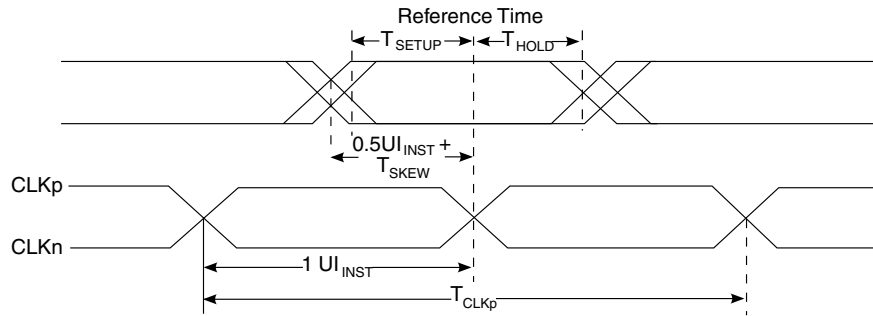 Reference Time
TSETUP THOLD
0.5UIINST +
TSKEW
CLKp
CLKn
1 UIINST
TCLKp